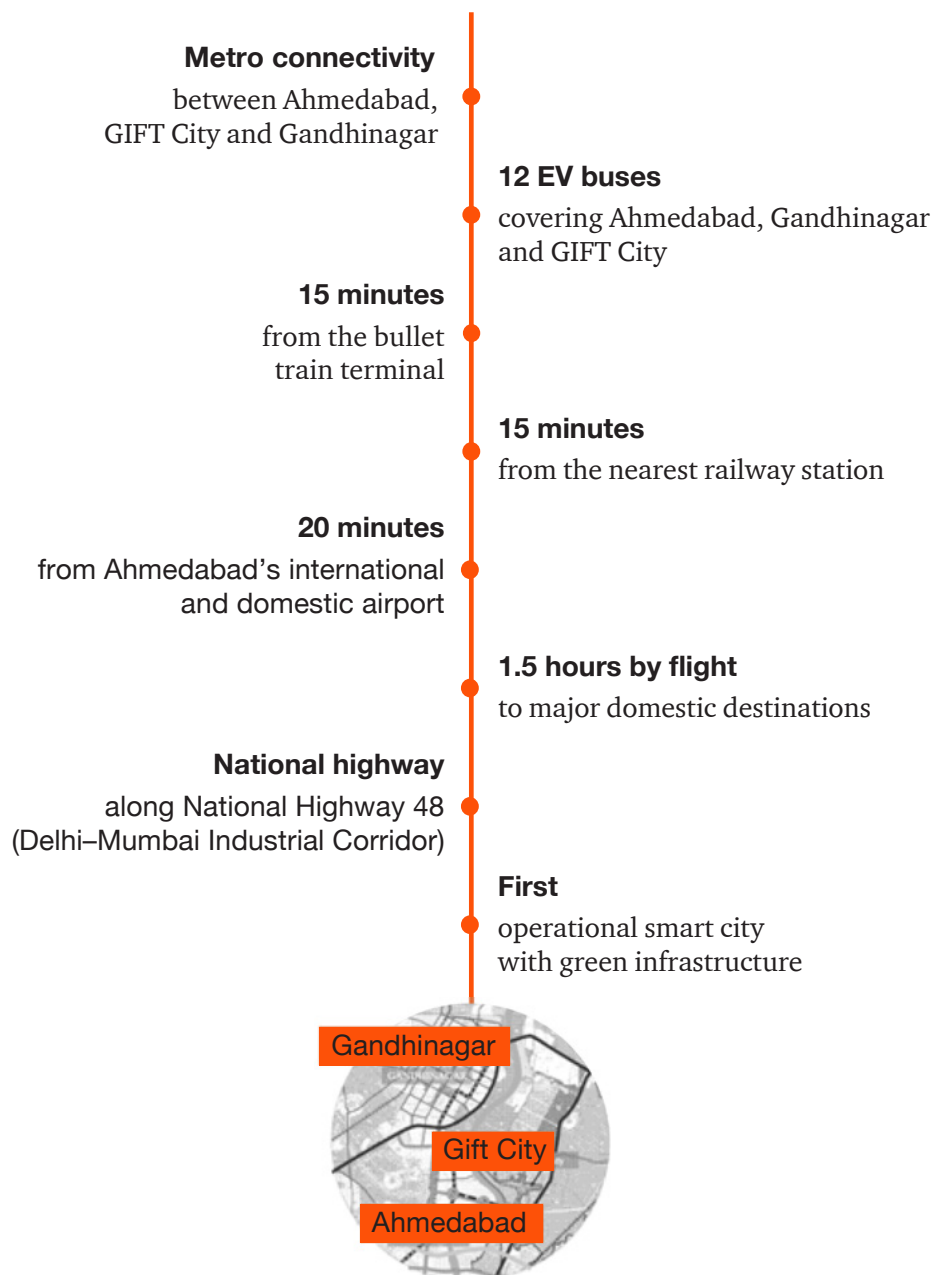 Metro connectivity
between Ahmedabad,
GIFT City and Gandhinagar
12 EV buses
covering Ahmedabad, Gandhinagar
and GIFT City
15 minutes
from the bullet
train terminal
15 minutes
from the nearest railway station
20 minutes
from Ahmedabad’s international
and domestic airport
1.5 hours by flight
to major domestic destinations
National highway
along National Highway 48
(Delhi–Mumbai Industrial Corridor)
First
operational smart city
with green infrastructure
Gandhinagar
GANDHINAGAR
Gift City
Ahmedabad